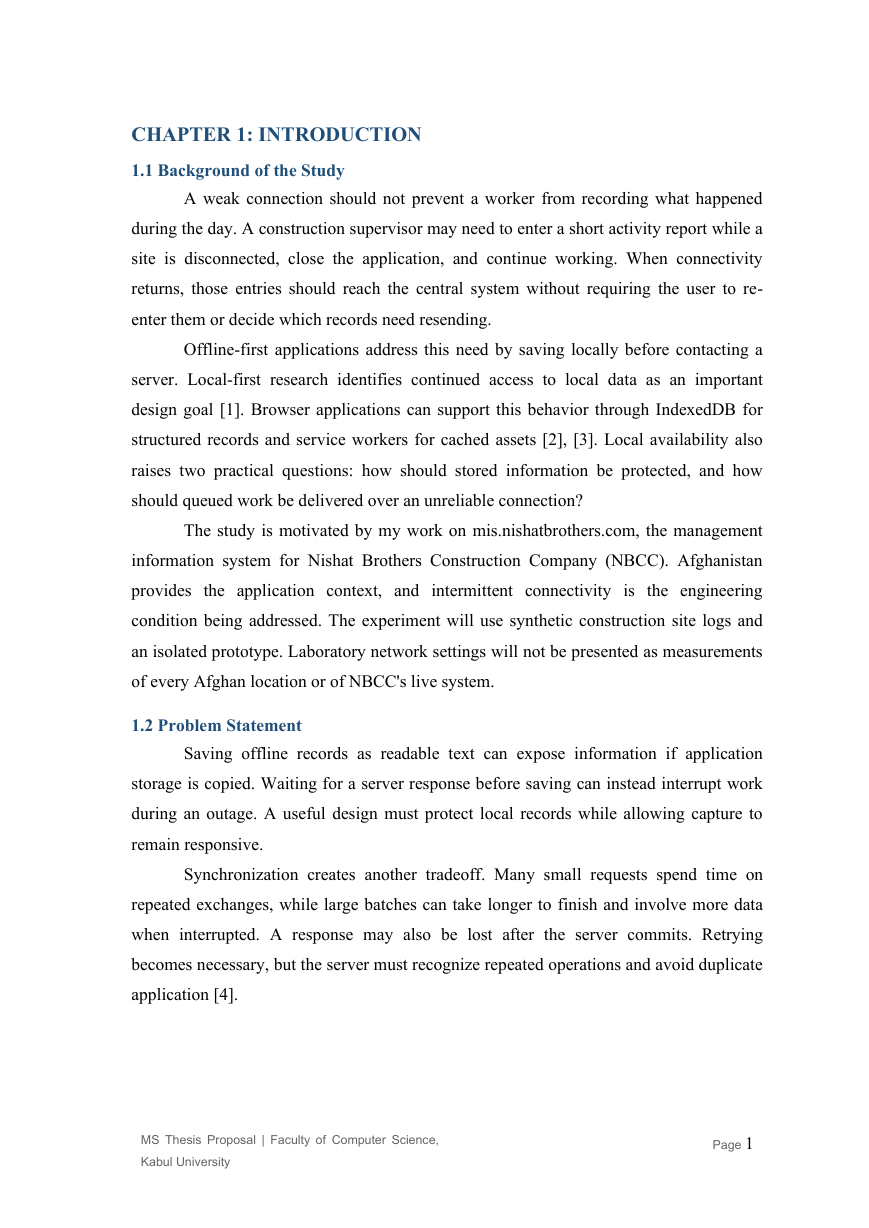 CHAPTER 1: INTRODUCTION
1.1 Background of the Study
A weak connection should not prevent a worker from recording what happened
during the day. A construction supervisor may need to enter a short activity report while a
site is disconnected, close the application, and continue working. When connectivity
returns, those entries should reach the central system without requiring the user to re-
enter them or decide which records need resending.
Offline-first applications address this need by saving locally before contacting a
server. Local-first research identifies continued access to local data as an important
design goal [1]. Browser applications can support this behavior through IndexedDB for
structured records and service workers for cached assets [2], [3]. Local availability also
raises two practical questions: how should stored information be protected, and how
should queued work be delivered over an unreliable connection?
The study is motivated by my work on mis.nishatbrothers.com, the management
information system for Nishat Brothers Construction Company (NBCC). Afghanistan
provides the application context, and intermittent connectivity is the engineering
condition being addressed. The experiment will use synthetic construction site logs and
an isolated prototype. Laboratory network settings will not be presented as measurements
of every Afghan location or of NBCC's live system.
1.2 Problem Statement
Saving offline records as readable text can expose information if application
storage is copied. Waiting for a server response before saving can instead interrupt work
during an outage. A useful design must protect local records while allowing capture to
remain responsive.
Synchronization creates another tradeoff. Many small requests spend time on
repeated exchanges, while large batches can take longer to finish and involve more data
when interrupted. A response may also be lost after the server commits. Retrying
becomes necessary, but the server must recognize repeated operations and avoid duplicate
application [4].
MS Thesis Proposal | Faculty of Computer Science,
Kabul University
Page 1